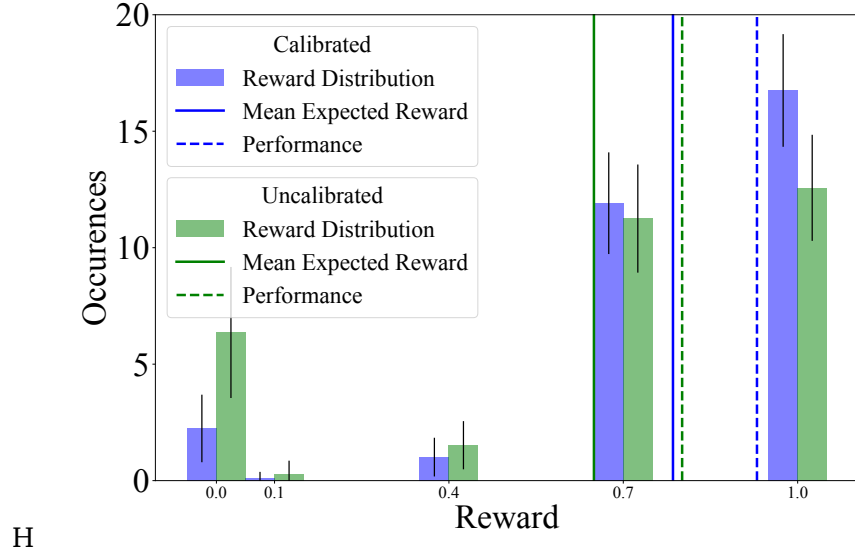 20
15
10
5
0
Occurences
Calibrated
Reward Distribution
Mean Expected Reward
Performance
Uncalibrated
Reward Distribution
Mean Expected Reward
Performance
0.0 0.1 0.4 0.7 1.0
Reward
H